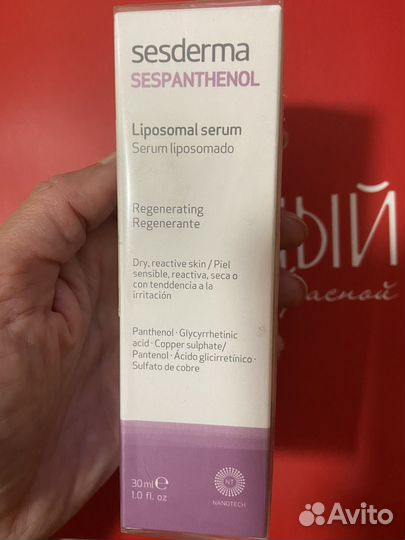 sesderma
SESPANTHENOL
Liposomal serum
Serum liposomado
Regenerating
Regenerante
Dry, reactive skin / Piel
sensible, reactiva, seca o
con tenddencia a la
irritación
Panthenol · Glycyrrhetinic
acid · Copper sulphate/
Pantenol · Ácido glicirretínico ·
Sulfato de cobre
30 ml e
1.0 fl. oz
NT
NANOTECH
Avito